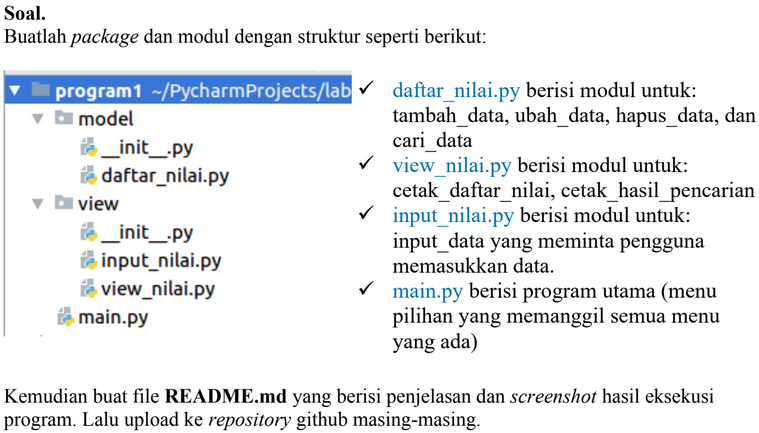 Soal.
Buatlah package dan modul dengan struktur seperti berikut:
program1 ~/PycharmProjects/lab
model
__init__.py
daftar_nilai.py
view
__init__.py
input_nilai.py
view_nilai.py
main.py
✓ daftar_nilai.py berisi modul untuk:
tambah_data, ubah_data, hapus_data, dan
cari_data
✓ view_nilai.py berisi modul untuk:
cetak_daftar_nilai, cetak_hasil_pencarian
✓ input_nilai.py berisi modul untuk:
input_data yang meminta pengguna
memasukkan data.
✓ main.py berisi program utama (menu
pilihan yang memanggil semua menu
yang ada)
Kemudian buat file README.md yang berisi penjelasan dan screenshot hasil eksekusi
program. Lalu upload ke repository github masing-masing.